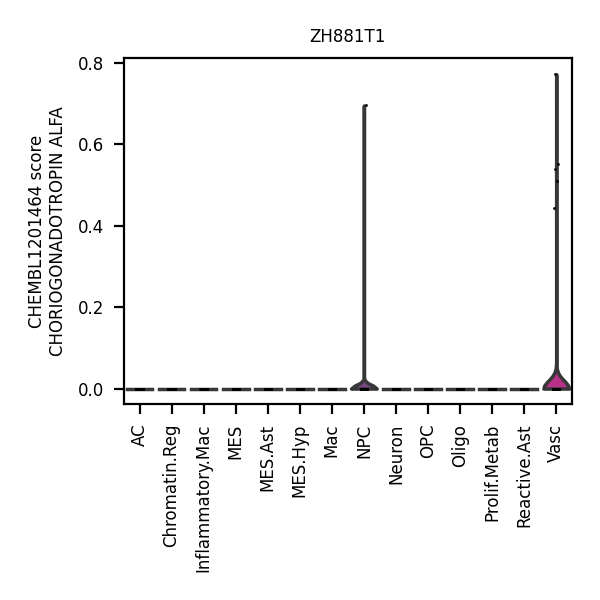 ZH881T1
CHEMBL1201464 score
CHORIOGONADOTROPIN ALFA
0.8
0.6
0.4
0.2
0.0
AC
Chromatin.Reg
Inflammatory.Mac
MES
MES.Ast
MES.Hyp
Mac
NPC
Neuron
OPC
Oligo
Prolif.Metab
Reactive.Ast
Vasc